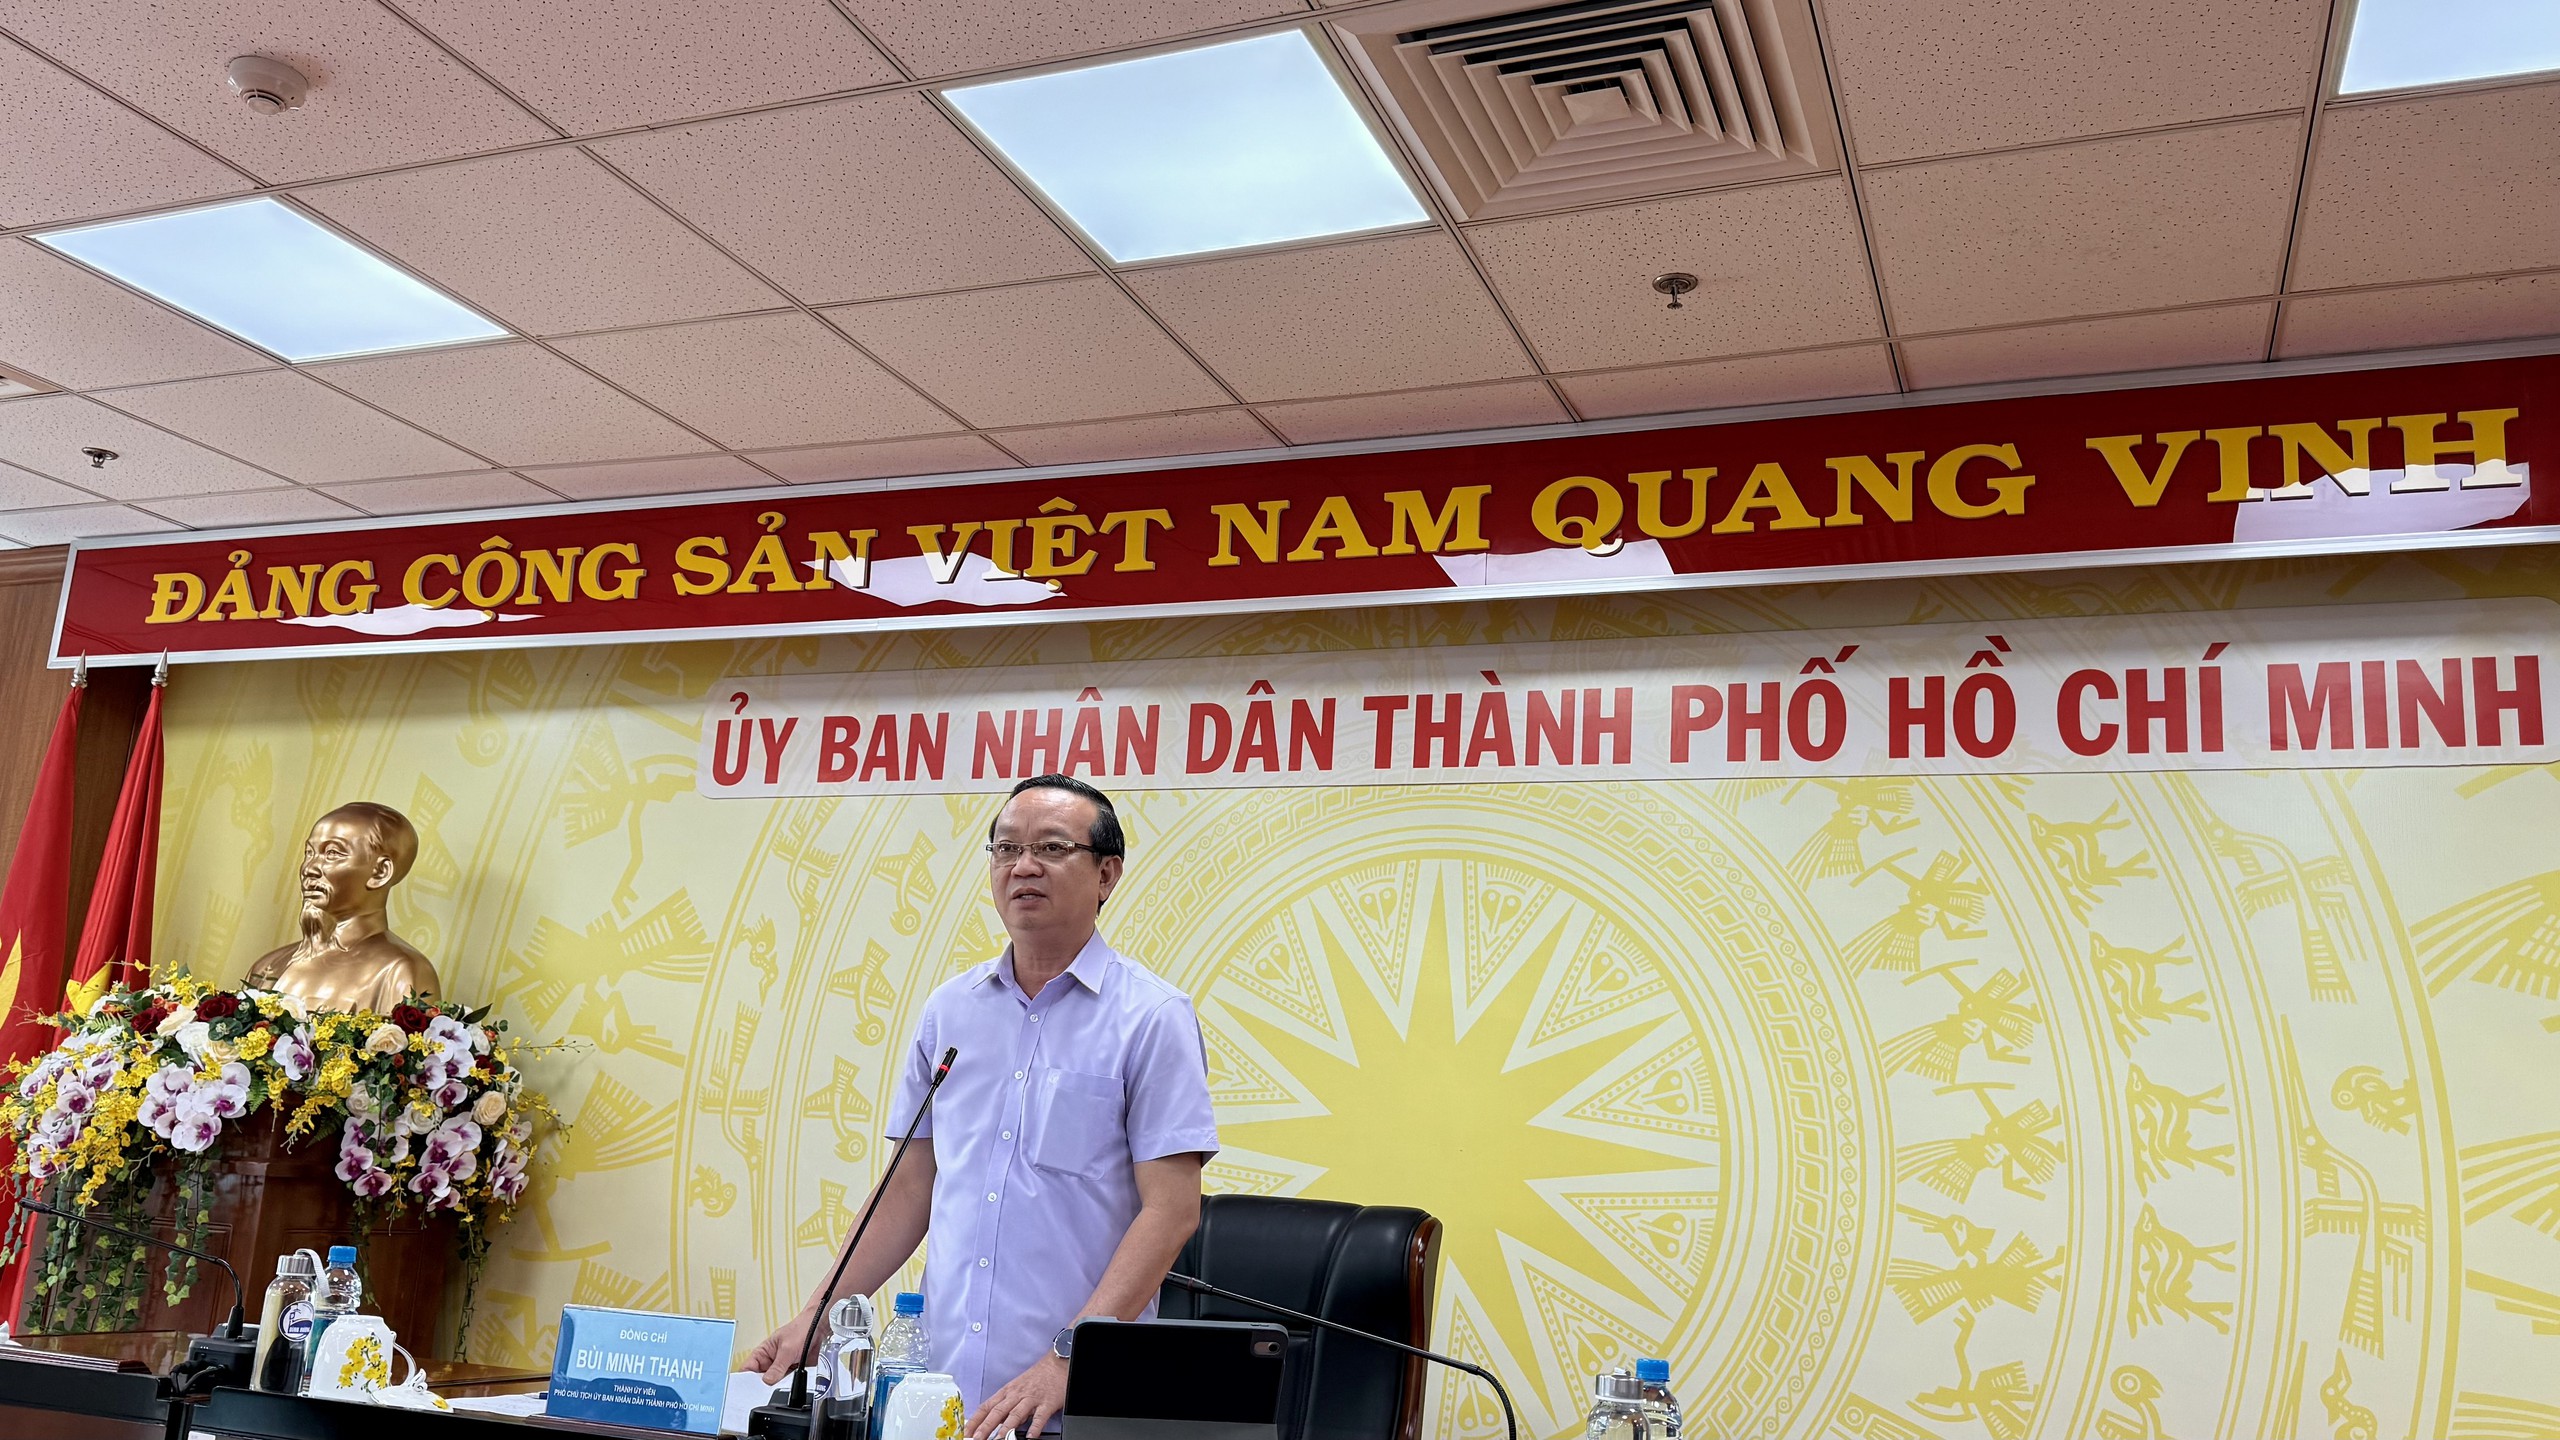 ĐẢNG CỘNG SẢN VIỆT NAM QUANG VINH
ỦY BAN NHÂN DÂN THÀNH PHỐ HỒ CHÍ MINH
ĐỒNG CHÍ
BÙI MINH THẠNH
THÀNH ỦY VIÊN
PHÓ CHỦ TỊCH ỦY BAN NHÂN DÂN THÀNH PHỐ HỒ CHÍ MINH